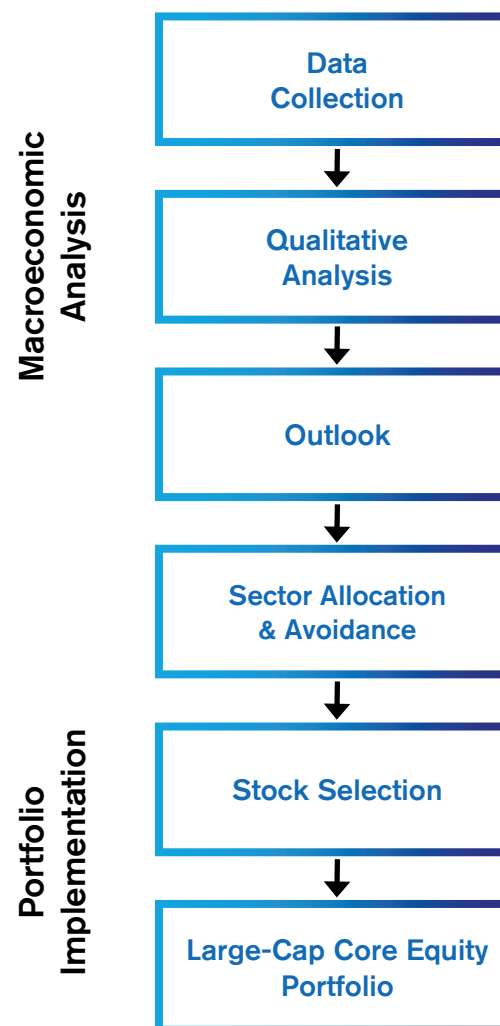 Macroeconomic
Analysis
Data
Collection
Qualitative
Analysis
Outlook
Portfolio
Implementation
Sector Allocation
& Avoidance
Stock Selection
Large-Cap Core Equity
Portfolio